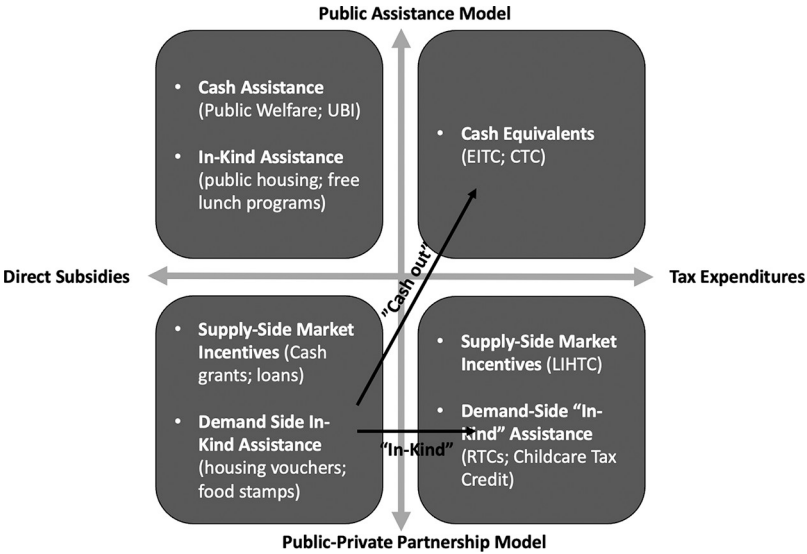 Public Assistance Model
• Cash Assistance
(Public Welfare; UBI)
• In-Kind Assistance
(public housing; free
lunch programs)
• Cash Equivalents
(EITC; CTC)
Direct Subsidies
"Cash out"
Tax Expenditures
• Supply-Side Market
Incentives (Cash
grants; loans)
• Demand Side In-
Kind Assistance
(housing vouchers;
food stamps)
“In-Kind”
• Supply-Side Market
Incentives (LIHTC)
• Demand-Side “In-
Kind” Assistance
(RTCs; Childcare Tax
Credit)
Public-Private Partnership Model